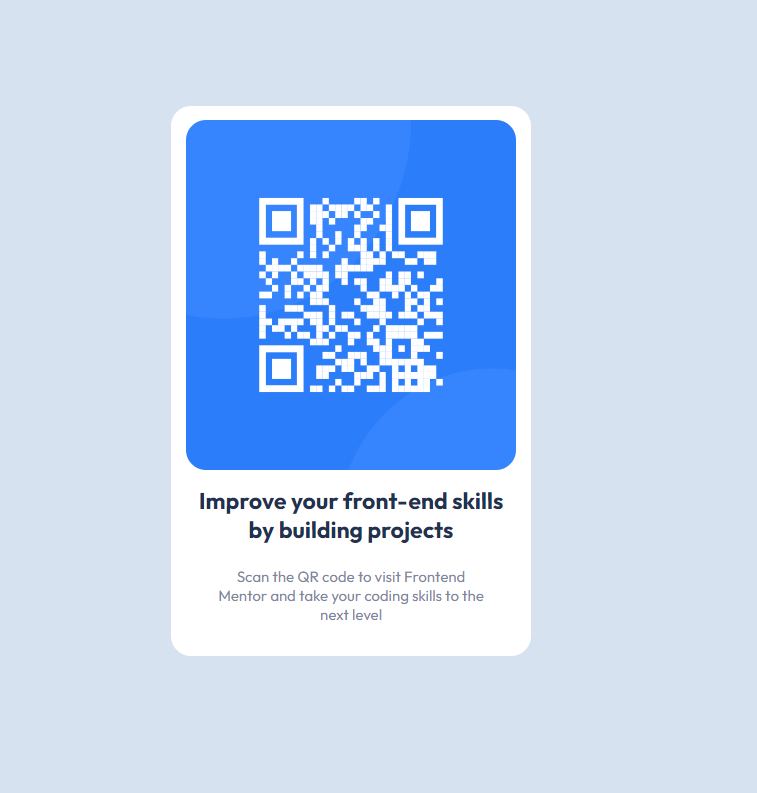 Improve your front-end skills
by building projects
Scan the QR code to visit Frontend
Mentor and take your coding skills to the
next level